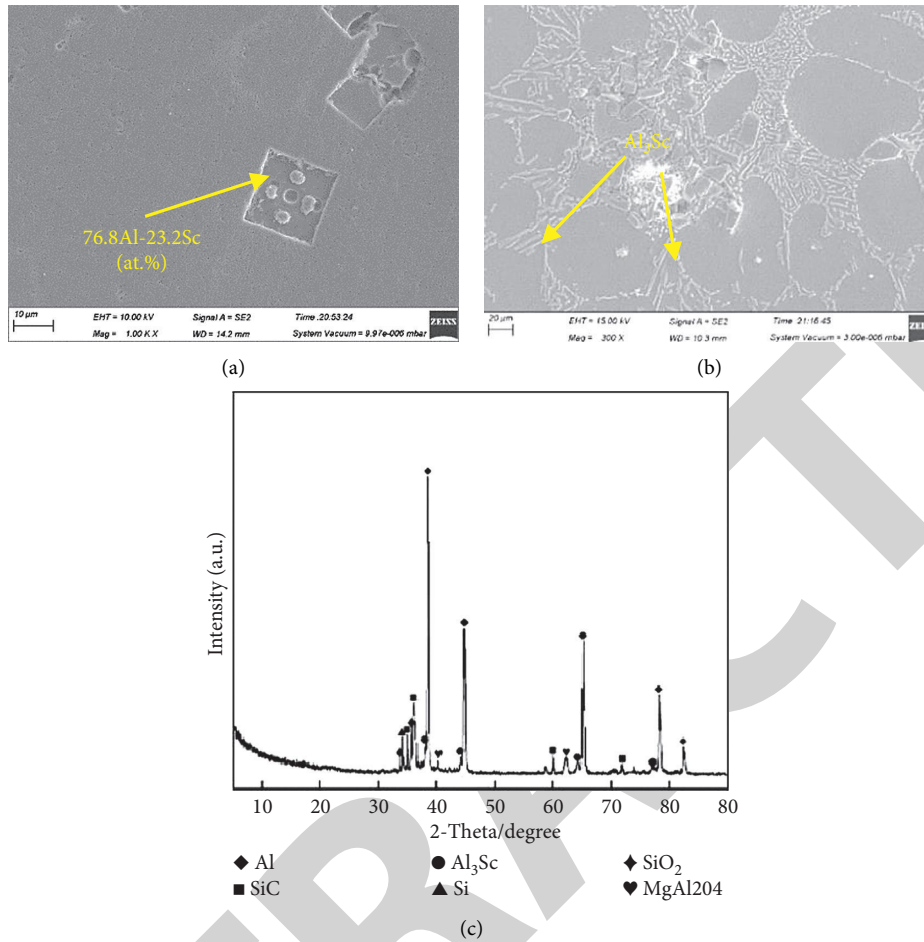 76.8Al-23.2Sc
(at.%)
10 μm
EHT = 10.00 kV Signal A = SE2 Time :20:53:24
Mag = 1.00 K X WD = 14.2 mm System Vacuum = 9.97e-006 mbar
ZEISS
(a)
Al₃Sc
20 μm
EHT = 15.00 kV Signal A = SE2 Time :21:16:45
Mag = 300 X WD = 10.3 mm System Vacuum = 3.00e-006 mbar
ZEISS
(b)
Intensity (a.u.)
10 20 30 40 50 60 70 80
2-Theta/degree
Al Al₃Sc SiO₂
SiC Si MgAl204
(c)